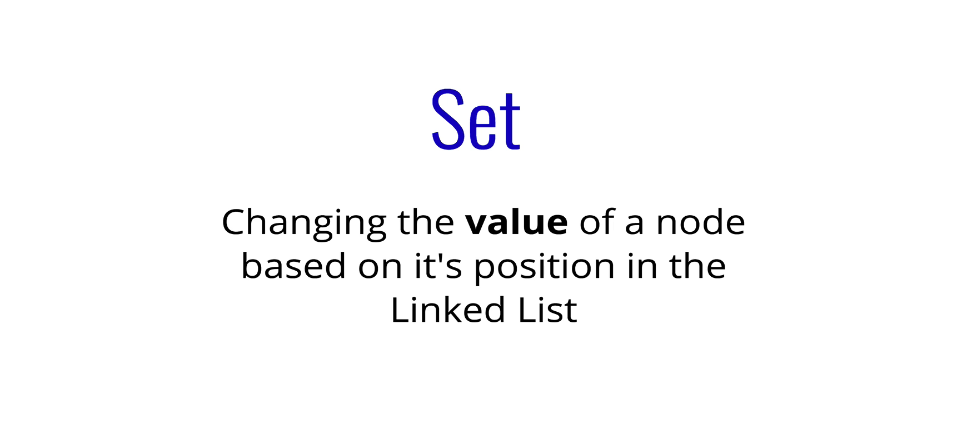 Set
Changing the value of a node
based on it's position in the
Linked List